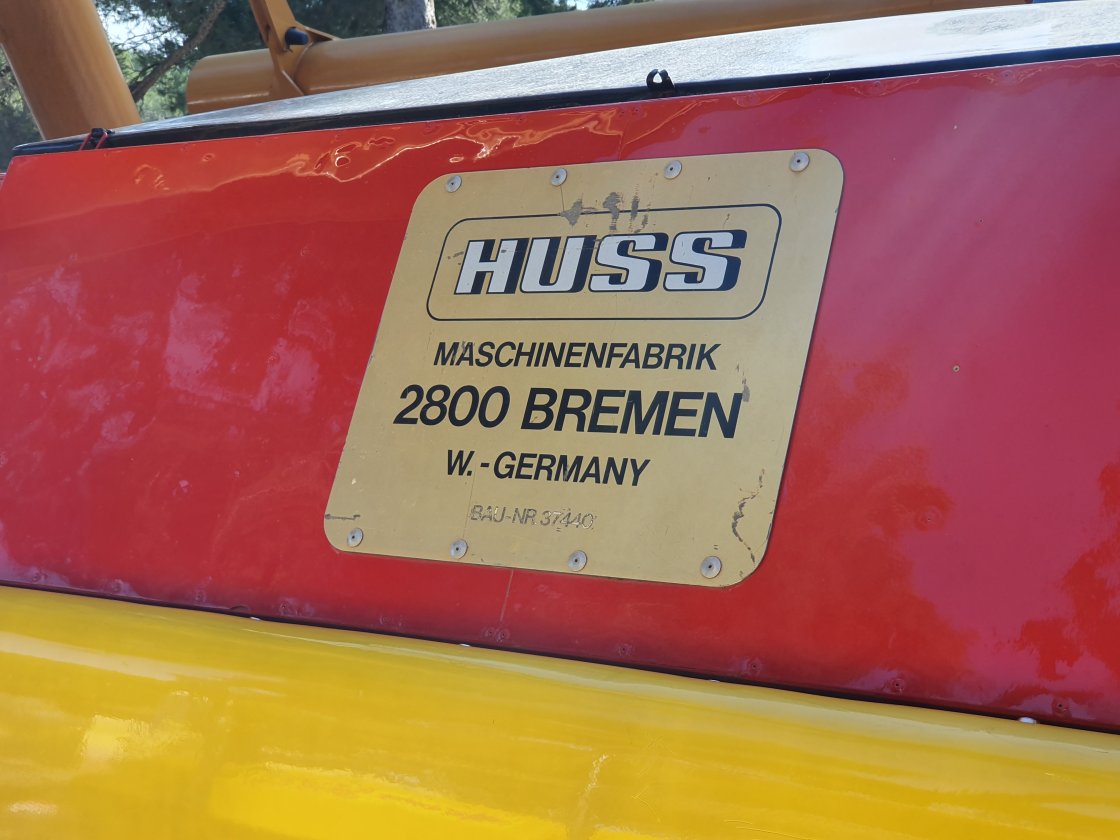 HUSS
MASCHINENFABRIK
2800 BREMEN
W.-GERMANY
BAU-NR. 37440